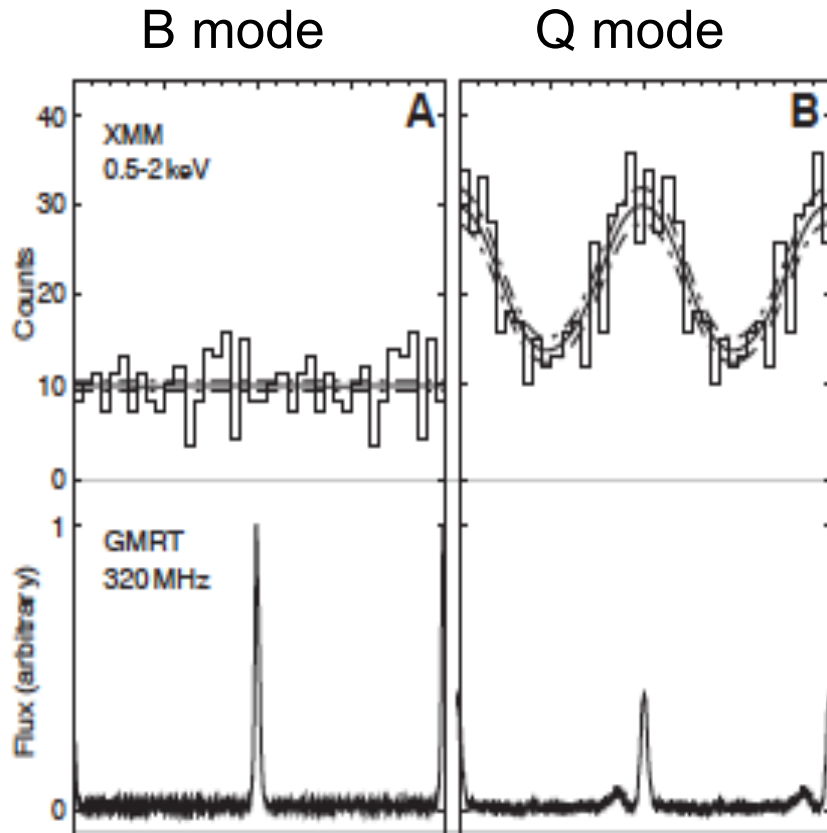 B mode
Q mode
A
B
XMM
0.5-2 keV
40
30
20
10
0
Counts
GMRT
320 MHz
1
0
Flux (arbitrary)